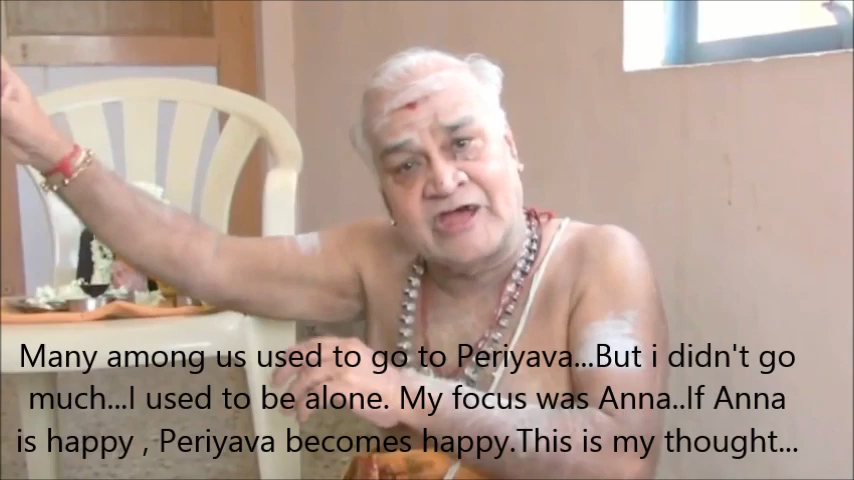 Many among us used to go to Periyava...But i didn't go
much...I used to be alone. My focus was Anna..If Anna
is happy , Periyava becomes happy.This is my thought...